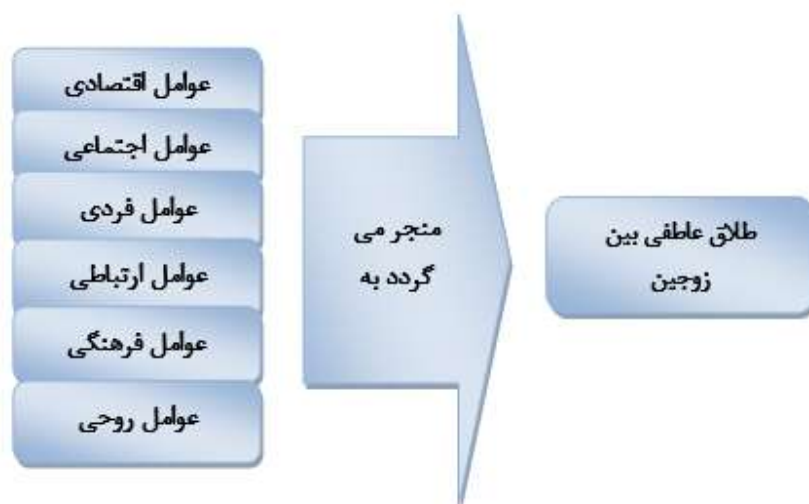 عوامل اقتصادی
عوامل اجتماعی
عوامل فردی
عوامل ارتباطی
عوامل فرهنگی
عوامل روحی
منجر می
گردد به
طلاق عاطفی بین
زوجین